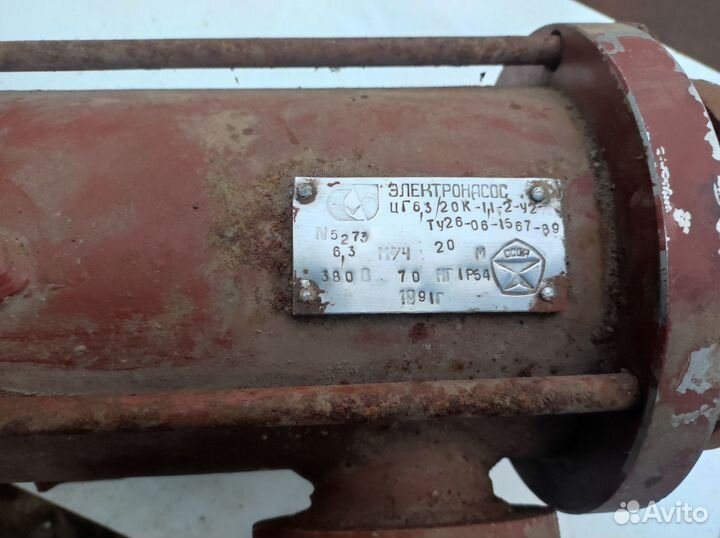 ЭЛЕКТРОНАСОС
ЦГ6,3/20К-1,1-2-У2
ТУ26-06-1567-89
N5273
6,3 М³/Ч 20 М
СССР
380В 70 КГ IP54
1991Г
Avito